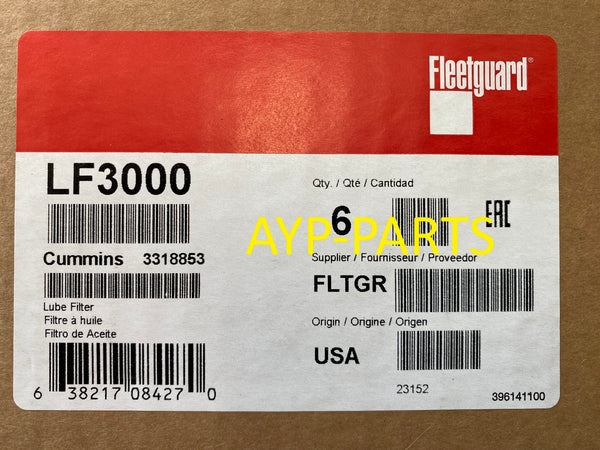 Fleetguard®
LF3000
Cummins 3318853
Lube Filter
Filtre à huile
Filtro de Aceite
6 38217 08427 0
Qty. / Qté / Cantidad
6
EAC
AYP-PARTS
Supplier / Fournisseur / Proveedor
FLTGR
Origin / Origine / Origen
USA
23152
396141100